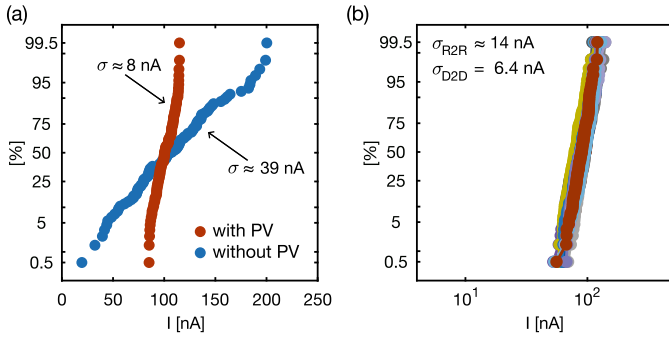 (a)
99.5
95
75
50
25
5
0.5
[%]
σ ≈ 8 nA
σ ≈ 39 nA
with PV
without PV
0 50 100 150 200 250
I [nA]
(b)
99.5
95
75
50
25
5
0.5
[%]
σR2R ≈ 14 nA
σD2D = 6.4 nA
10¹ 10²
I [nA]